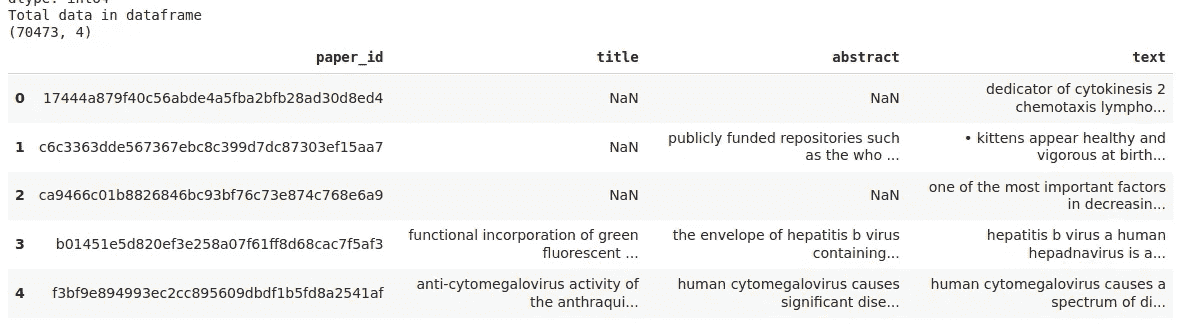 Total data in dataframe
(70473, 4)
paper_id title abstract text
0 17444a879f40c56abde4a5fba2bfb28ad30d8ed4 NaN NaN dedicator of cytokinesis 2
chemotaxis lympho...
1 c6c3363dde567367ebc8c399d7dc87303ef15aa7 NaN publicly funded repositories such
as the who ... • kittens appear healthy and
vigorous at birth...
2 ca9466c01b8826846bc93bf76c73e874c768e6a9 NaN NaN one of the most important factors
in decreasin...
3 b01451e5d820ef3e258a07f61ff8d68cac7f5af3 functional incorporation of green
fluorescent ... the envelope of hepatitis b virus
containing... hepatitis b virus a human
hepadnavirus is a...
4 f3bf9e894993ec2cc895609dbdf1b5fd8a2541af anti-cytomegalovirus activity of
the anthraqui... human cytomegalovirus causes
significant dise... human cytomegalovirus causes a
spectrum of di...